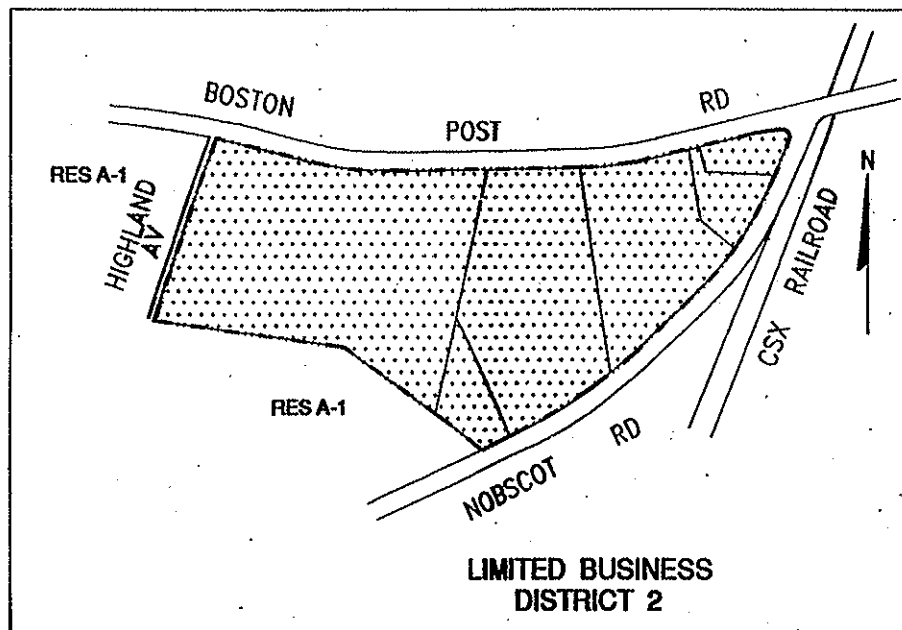 BOSTON POST RD
RES A-1
HIGHLAND
AV
N
CSX RAILROAD
RES A-1
NOBSCOT RD
LIMITED BUSINESS
DISTRICT 2